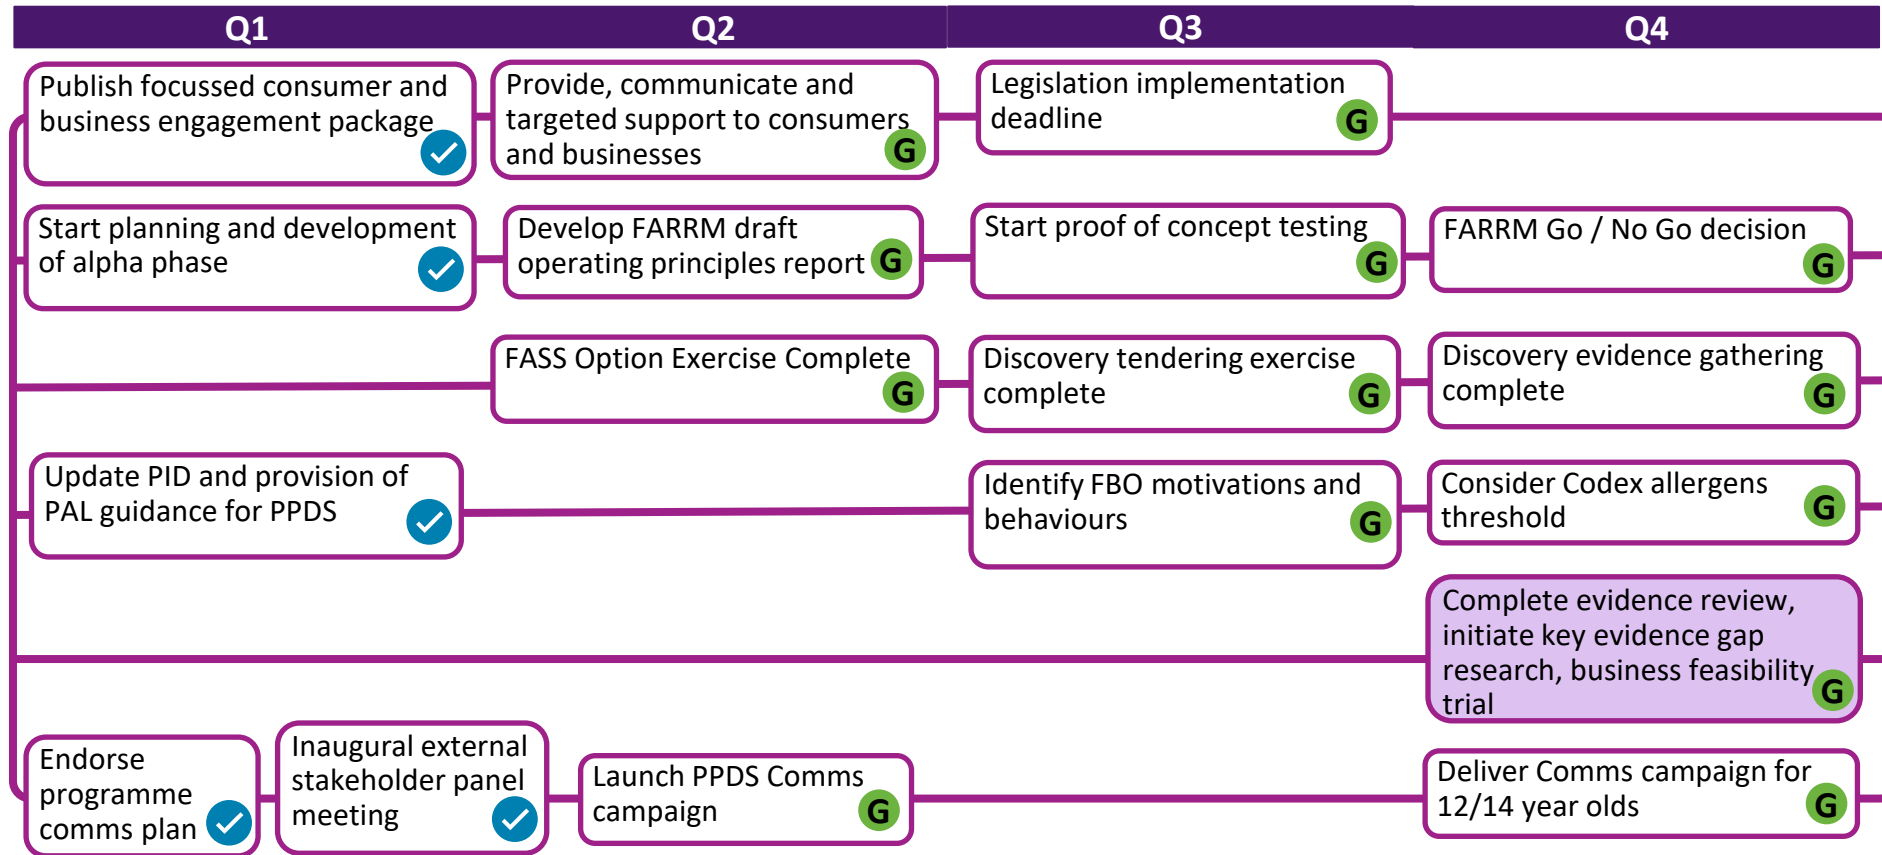 Q1
Q2
Q3
Q4
Publish focussed consumer and
business engagement package
Provide, communicate and
targeted support to consumers
and businesses
G
Legislation implementation
deadline
G
Start planning and development
of alpha phase
Develop FARRM draft
operating principles report
G
Start proof of concept testing
G
FARRM Go / No Go decision
G
FASS Option Exercise Complete
G
Discovery tendering exercise
complete
G
Discovery evidence gathering
complete
G
Update PID and provision of
PAL guidance for PPDS
Identify FBO motivations and
behaviours
G
Consider Codex allergens
threshold
G
Complete evidence review,
initiate key evidence gap
research, business feasibility
trial
G
Endorse
programme
comms plan
Inaugural external
stakeholder panel
meeting
Launch PPDS Comms
campaign
G
Deliver Comms campaign for
12/14 year olds
G